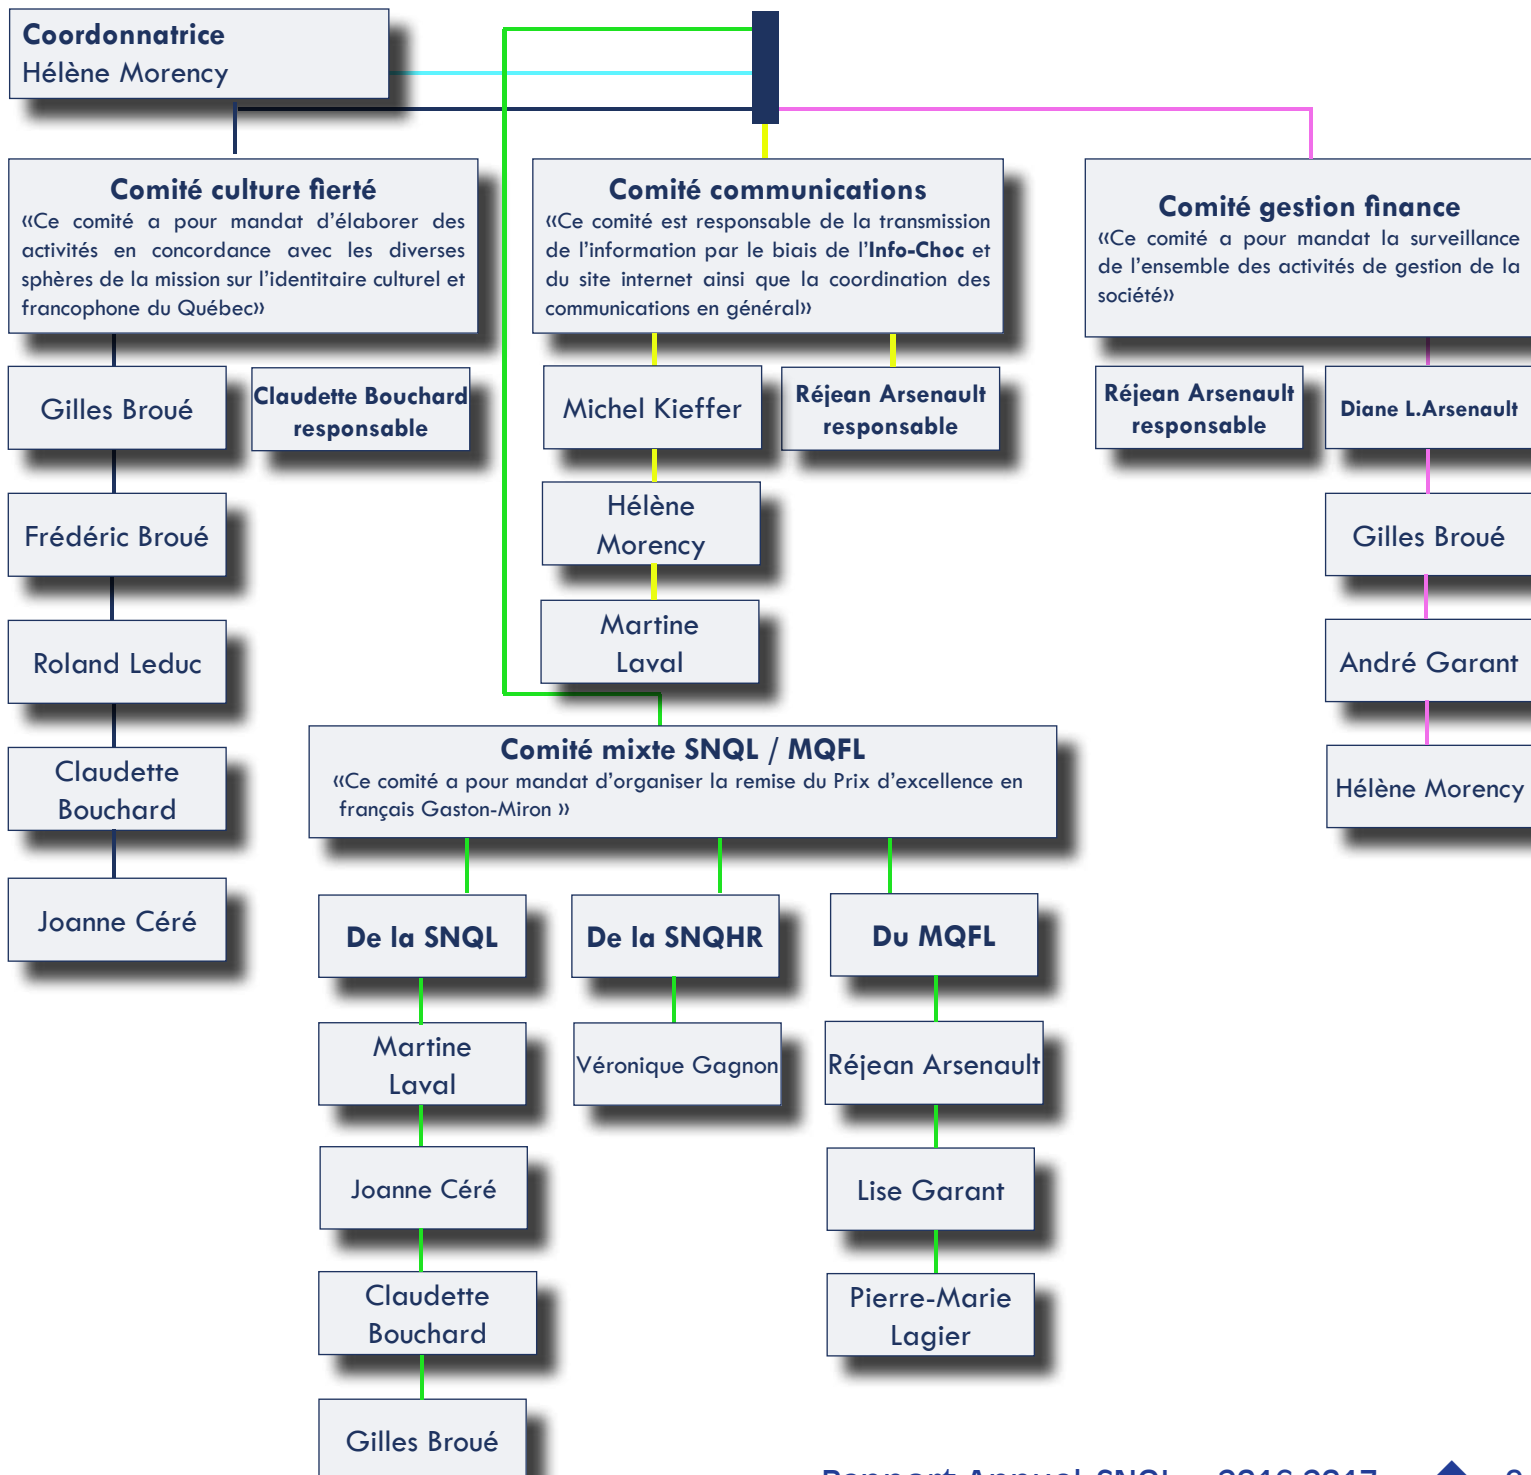 Coordonnatrice
Hélène Morency
Comité culture fierté
«Ce comité a pour mandat d'élaborer des
activités en concordance avec les diverses
sphères de la mission sur l'identitaire culturel et
francophone du Québec»
Gilles Broué
Claudette Bouchard
responsable
Frédéric Broué
Roland Leduc
Claudette
Bouchard
Joanne Céré
Comité communications
«Ce comité est responsable de la transmission
de l'information par le biais de l'Info-Choc et
du site internet ainsi que la coordination des
communications en général»
Michel Kieffer
Réjean Arsenault
responsable
Hélène
Morency
Martine
Laval
Comité gestion finance
«Ce comité a pour mandat la surveillance
de l'ensemble des activités de gestion de la
société»
Réjean Arsenault
responsable
Diane L.Arsenault
Gilles Broué
André Garant
Hélène Morency
Comité mixte SNQL / MQFL
«Ce comité a pour mandat d'organiser la remise du Prix d'excellence en
français Gaston-Miron »
De la SNQL
Martine
Laval
Joanne Céré
Claudette
Bouchard
Gilles Broué
De la SNQHR
Véronique Gagnon
Du MQFL
Réjean Arsenault
Lise Garant
Pierre-Marie
Lagier
Rapport Annuel SNQL 2016-2017